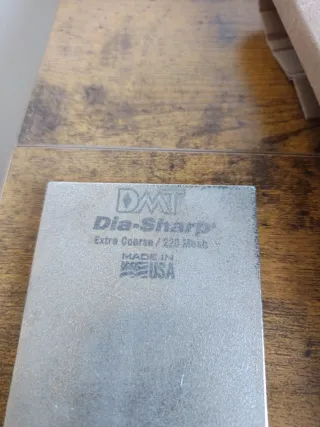 DMT
Dia-Sharp®
Extra Coarse / 220 Mesh
MADE IN
USA